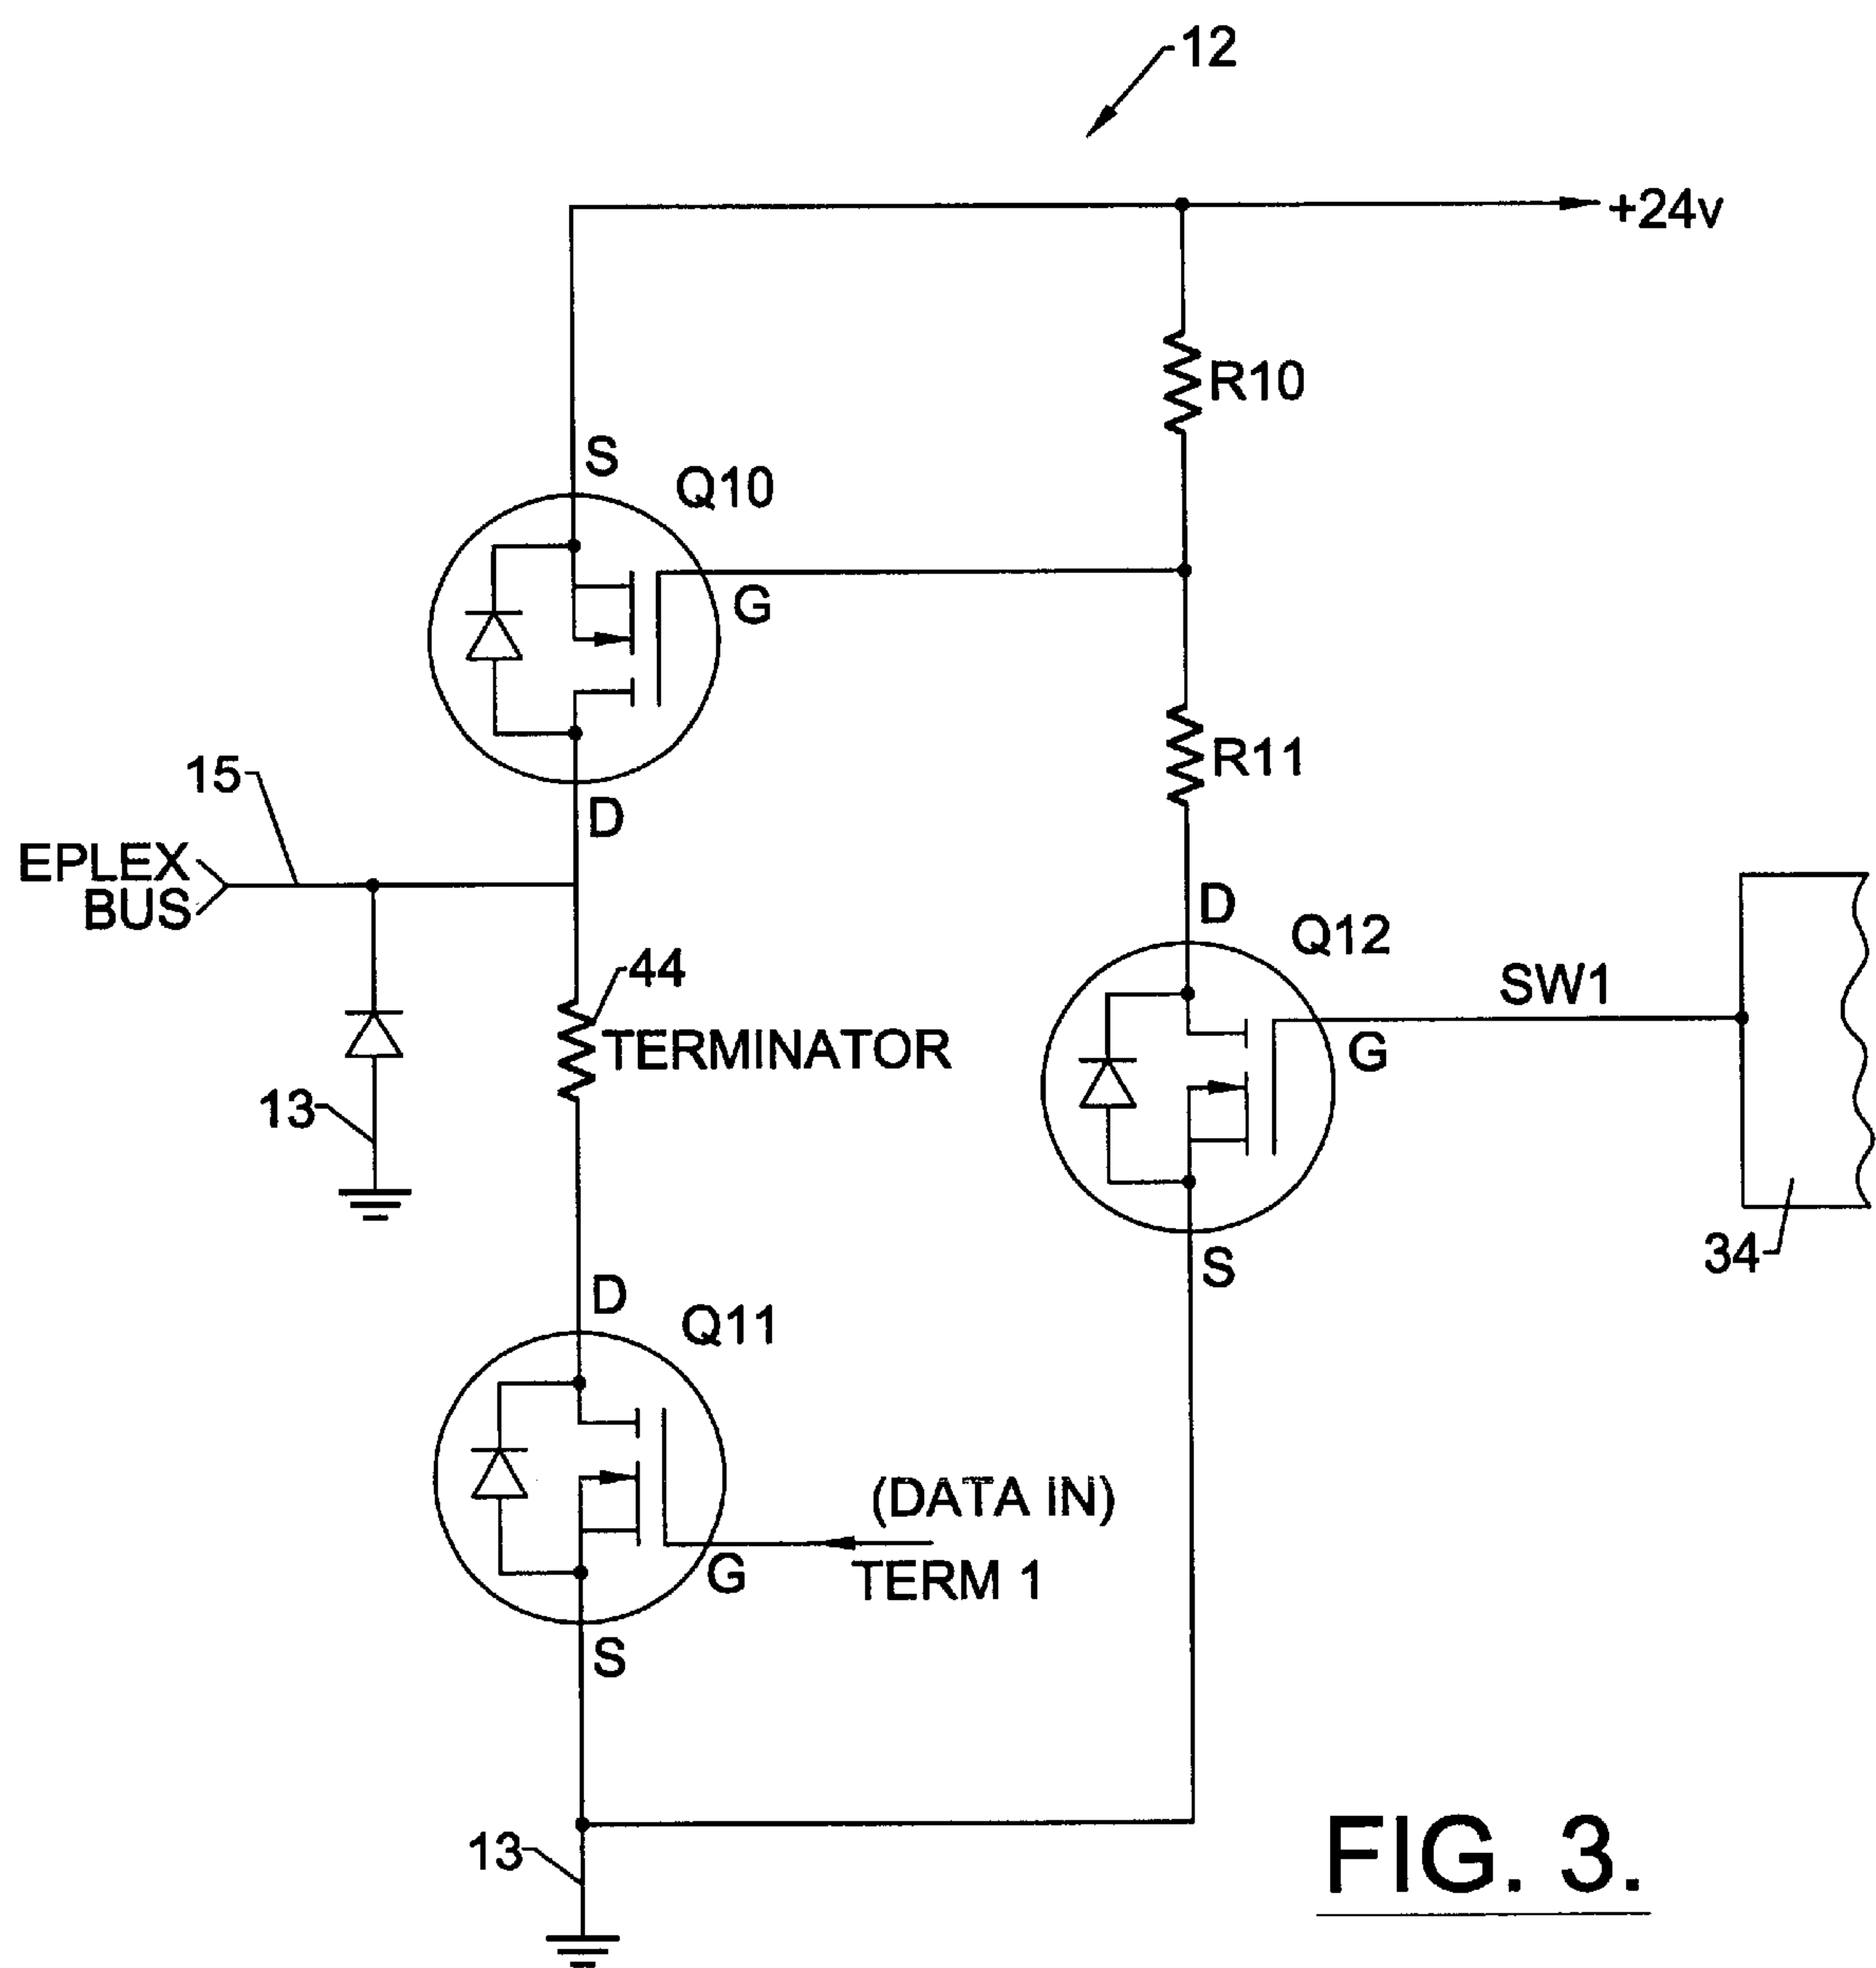 12
+24v
R10
S
Q10
G
15
R11
D
EPLEX
BUS
D
Q12
44
SW1
TERMINATOR
G
13
34
S
D
Q11
(DATA IN)
G
TERM 1
S
13
FIG. 3.